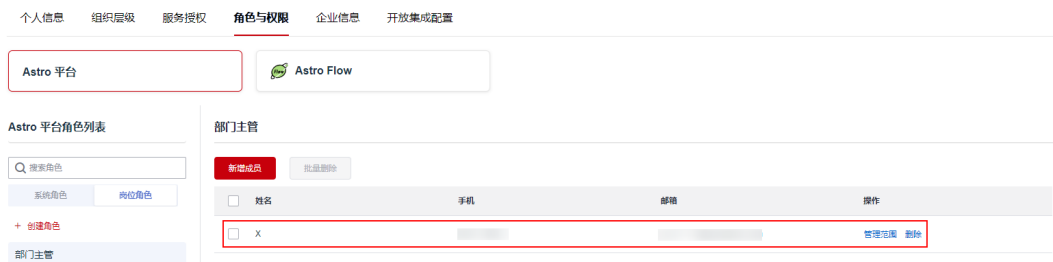 个人信息 组织层级 服务授权 角色与权限 企业信息 开放集成配置
Astro 平台 Flow Astro Flow
Astro 平台角色列表 部门主管
搜索角色 新增成员 批量删除
系统角色 岗位角色 姓名 手机 邮箱 操作
+ 创建角色 X 管理范围 删除
部门主管